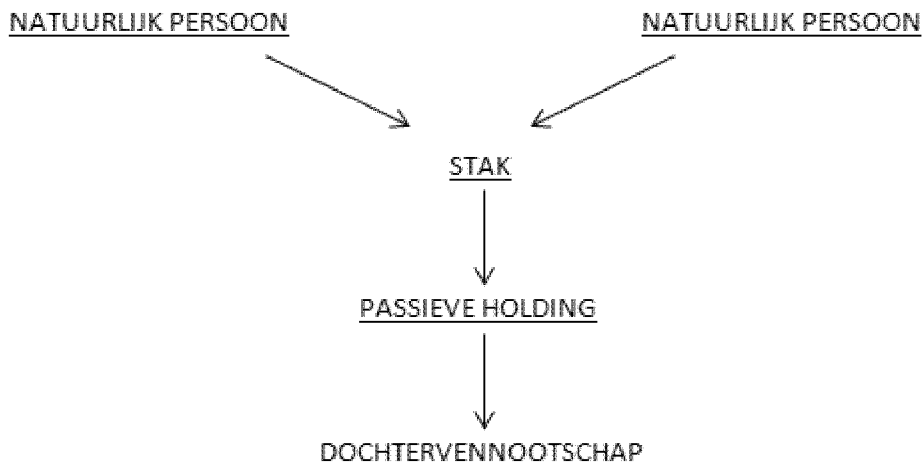 NATUURLIJK PERSOON NATUURLIJK PERSOON
STAK
PASSIEVE HOLDING
DOCHTERVENNOOTSCHAP